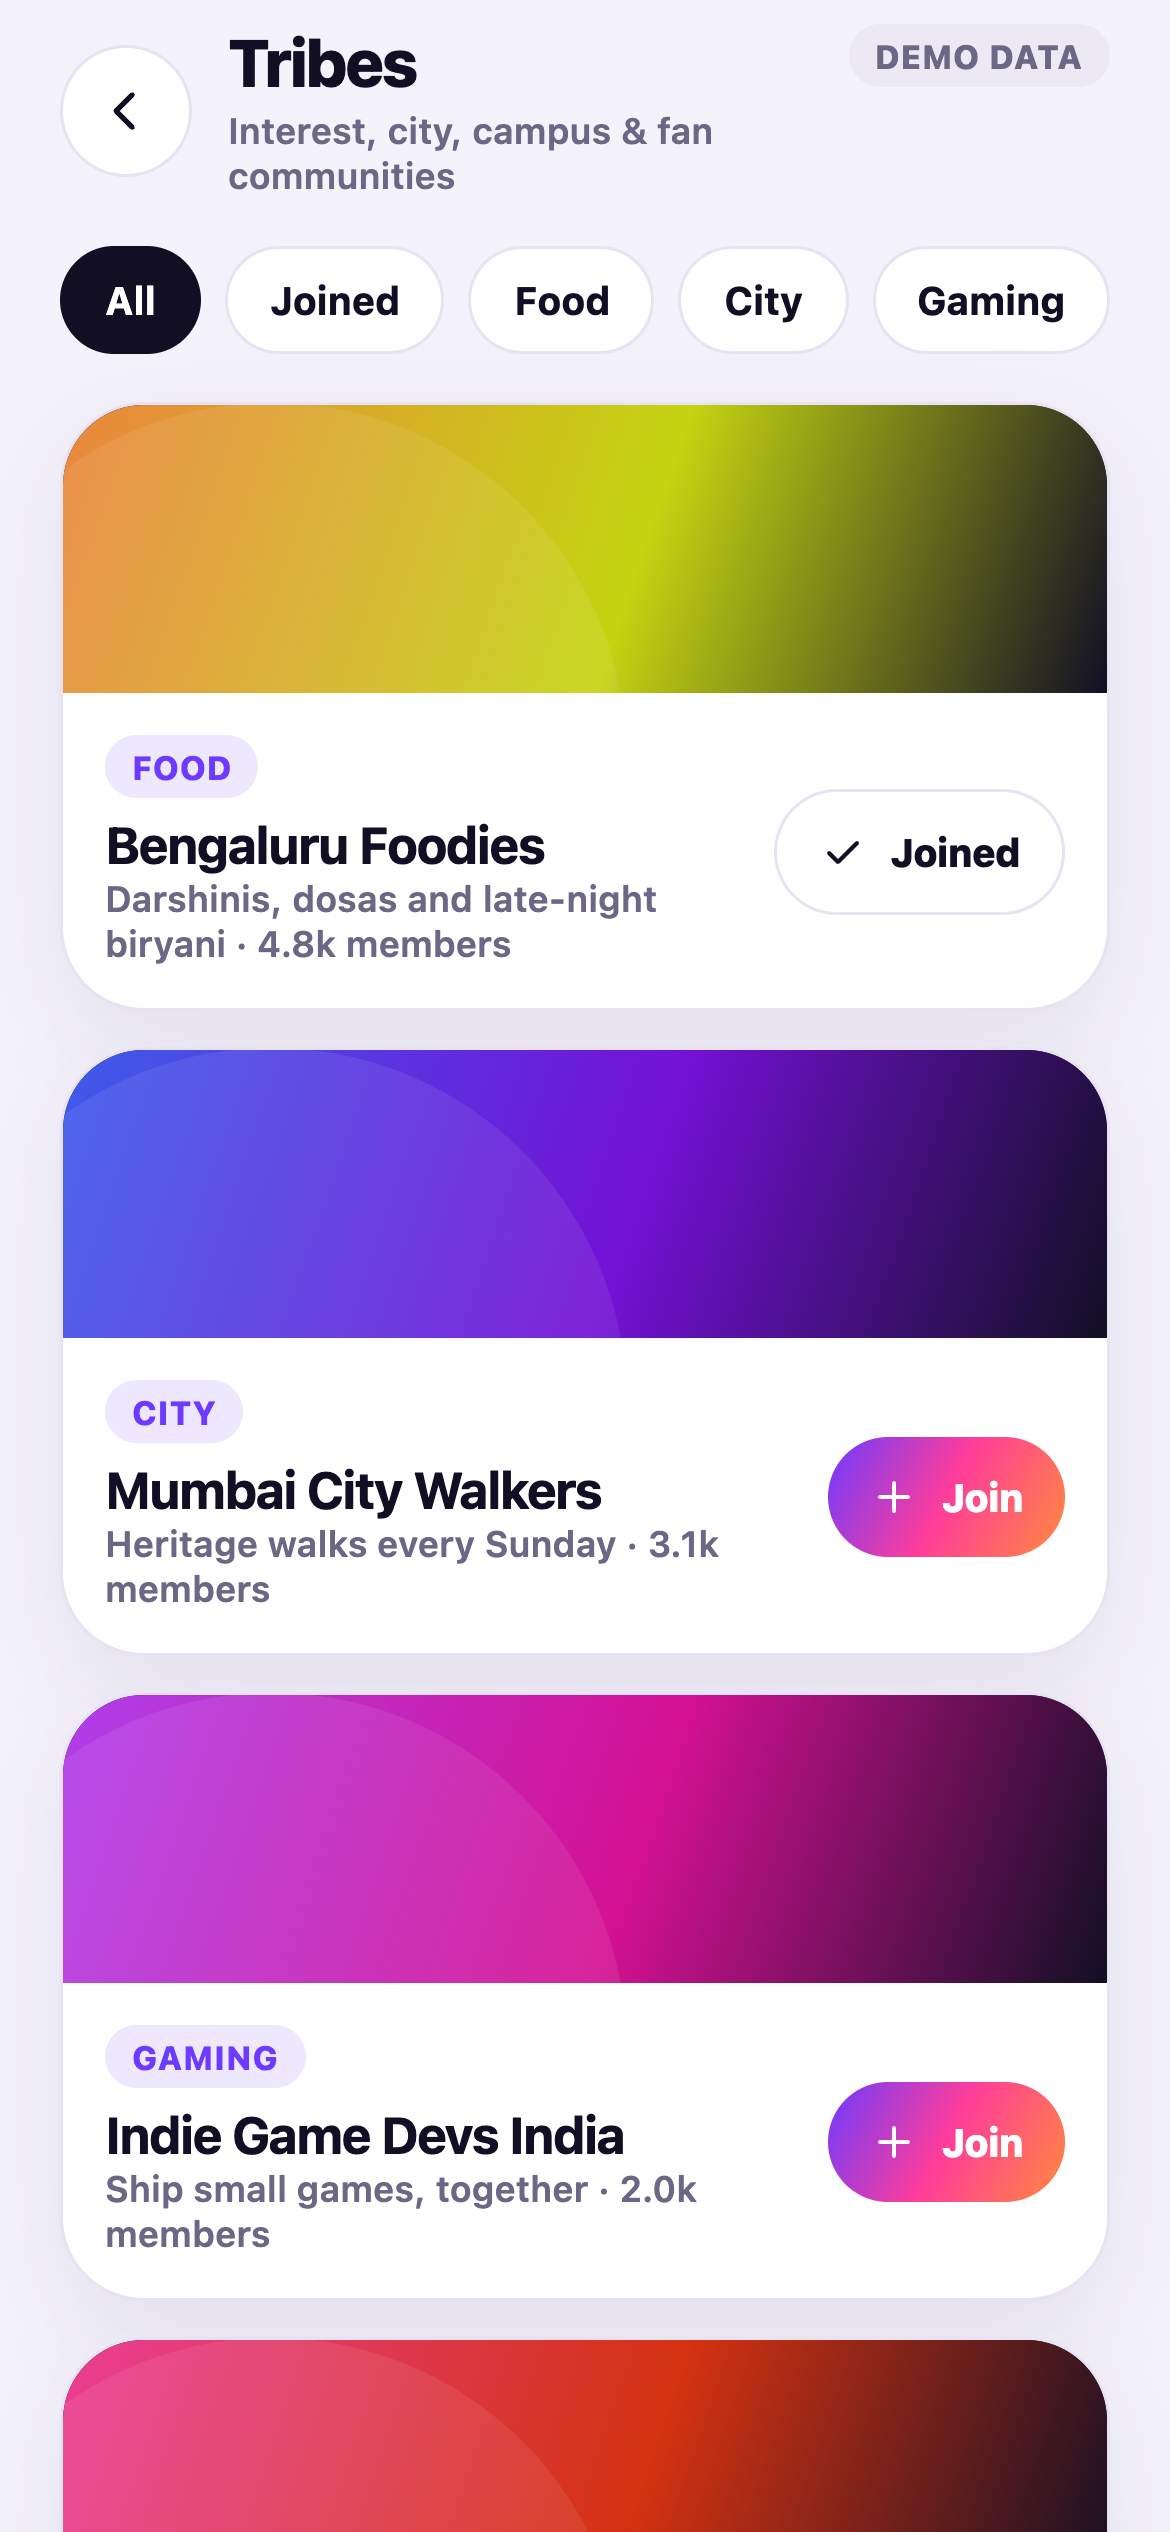 Tribes
DEMO DATA
Interest, city, campus & fan
communities
All
Joined
Food
City
Gaming
FOOD
Bengaluru Foodies
Darshinis, dosas and late-night
biryani · 4.8k members
Joined
CITY
Mumbai City Walkers
Heritage walks every Sunday · 3.1k
members
Join
GAMING
Indie Game Devs India
Ship small games, together · 2.0k
members
Join